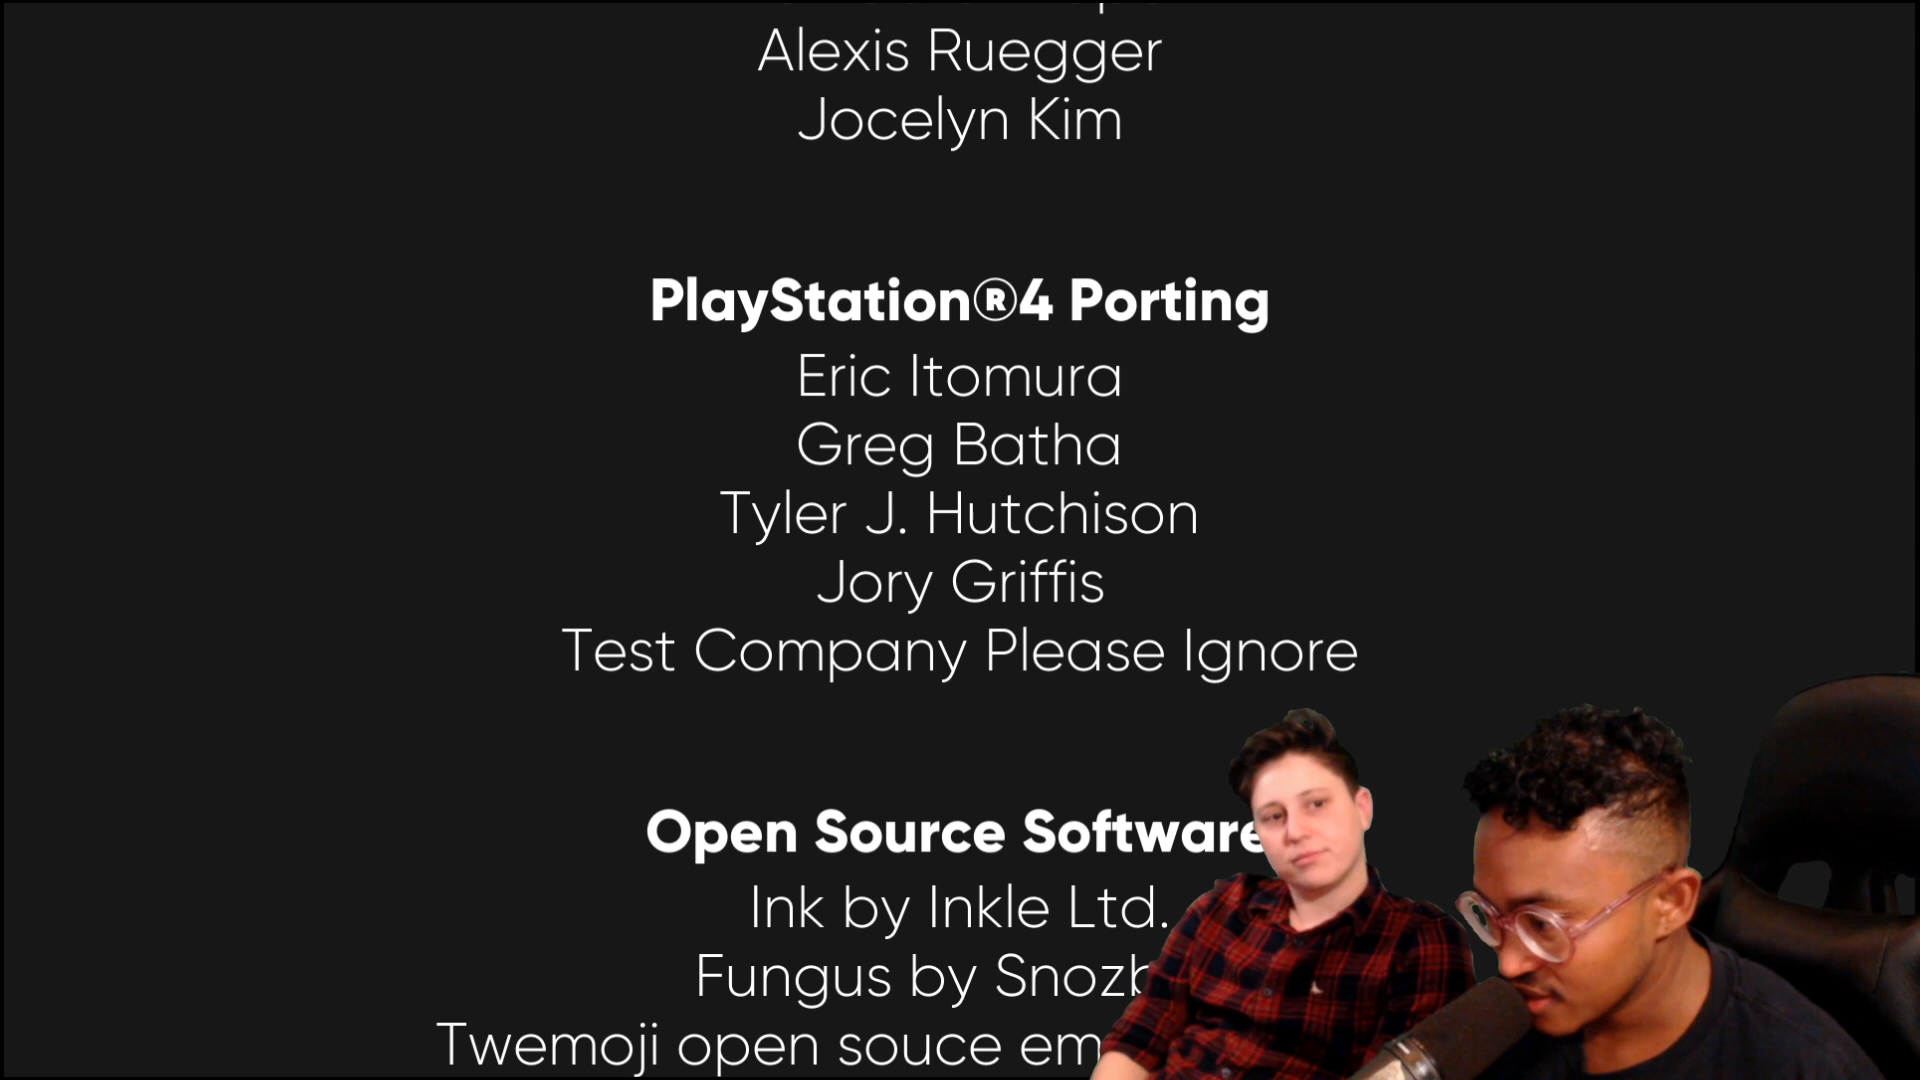 Alexis Ruegger
Jocelyn Kim
PlayStation®4 Porting
Eric Itomura
Greg Batha
Tyler J. Hutchison
Jory Griffis
Test Company Please Ignore
Open Source Software
Ink by Inkle Ltd.
Fungus by
Twemoji open souce